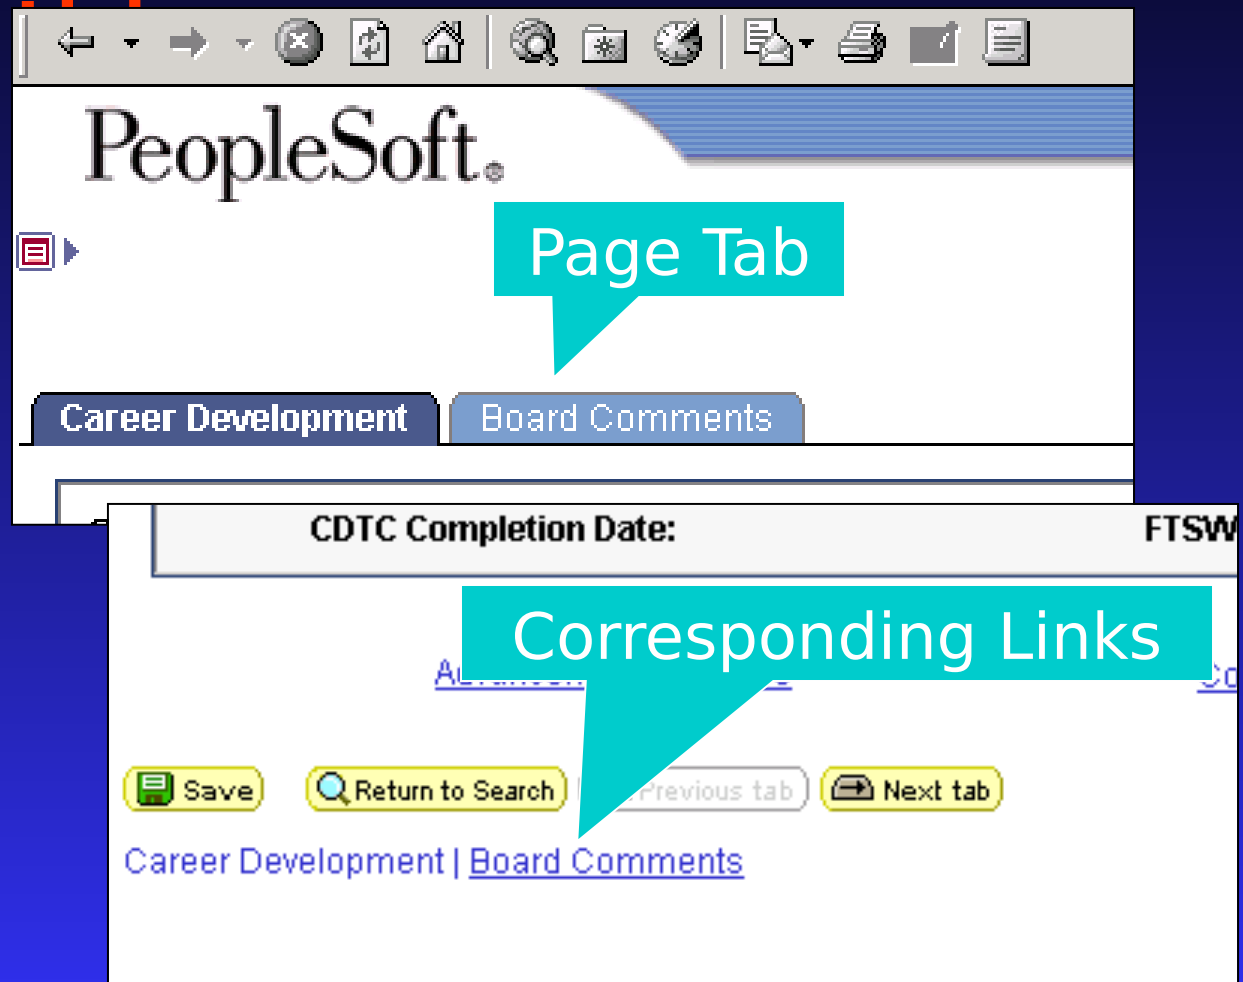 PeopleSoft®
Page Tab
Career Development Board Comments
CDTC Completion Date: FTSW
Corresponding Links
Save Return to Search Previous tab Next tab
Career Development | Board Comments